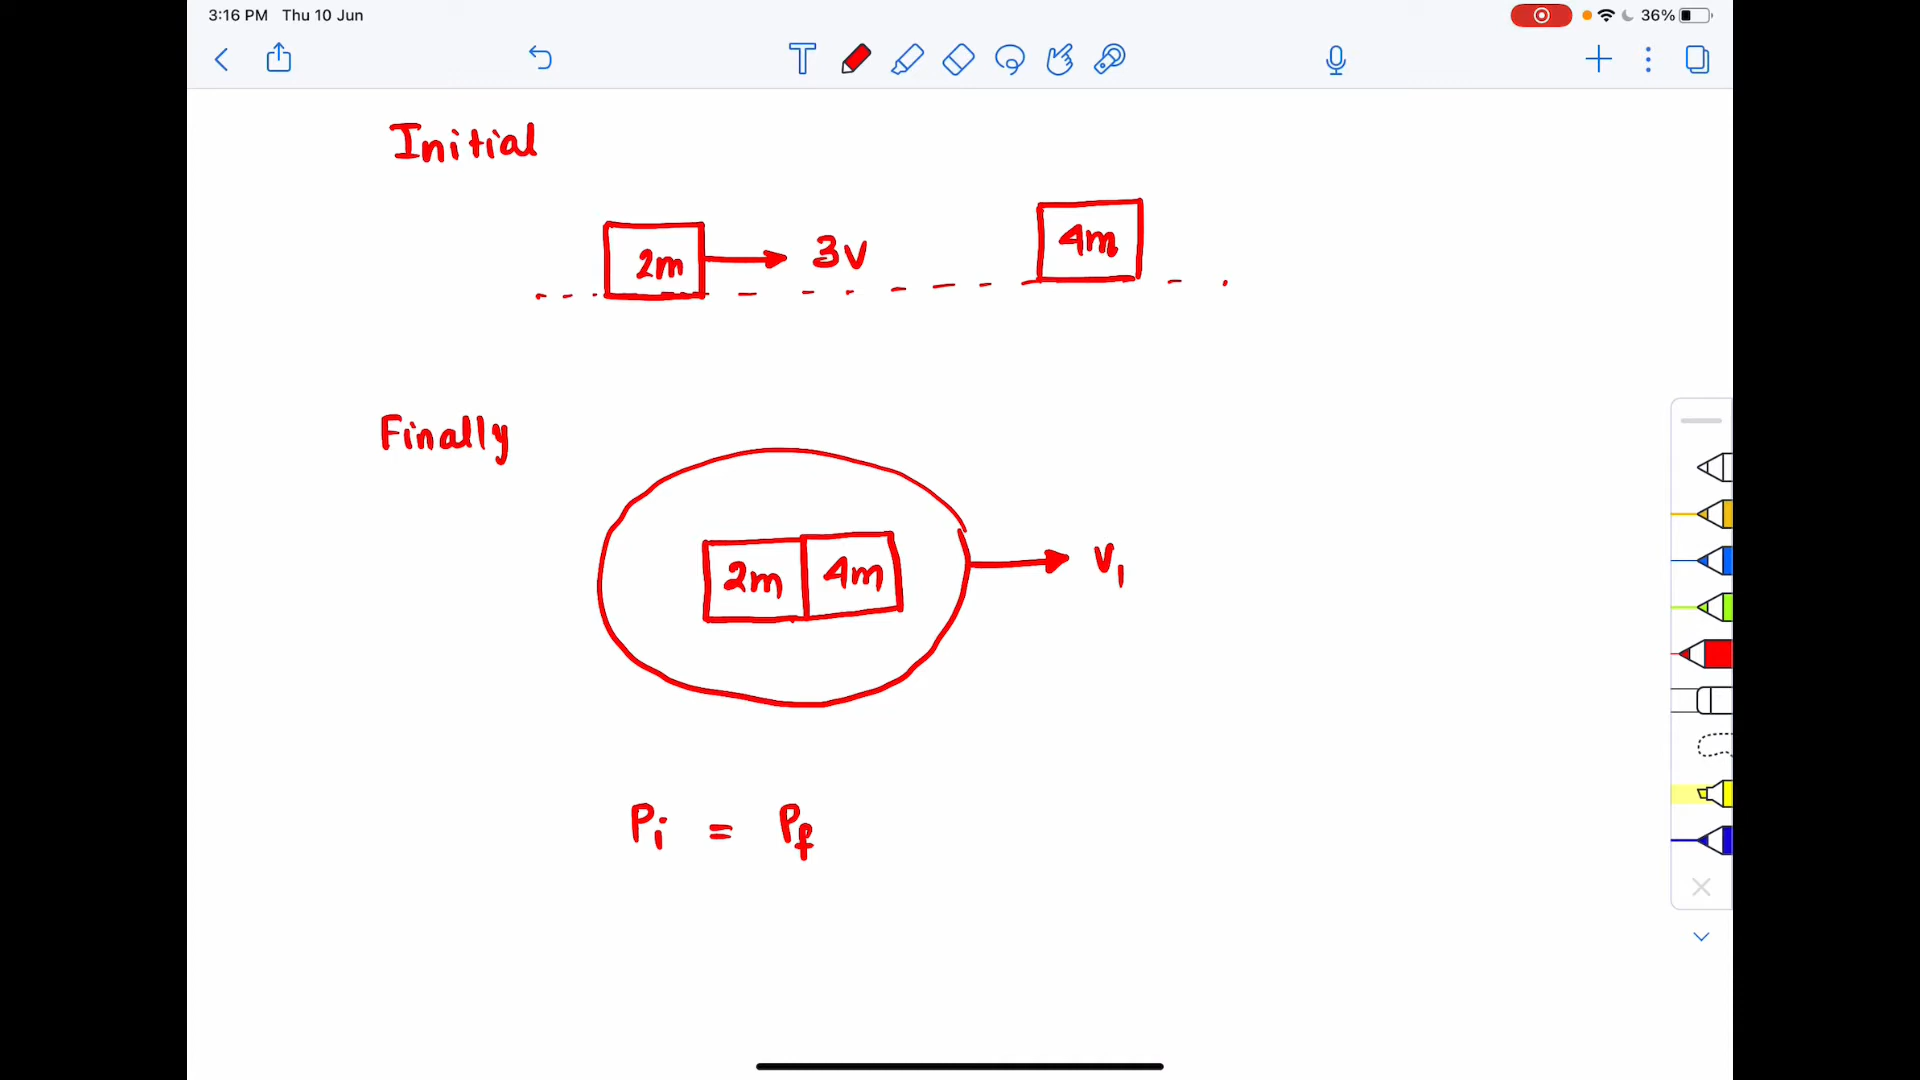 3:16 PM Thu 10 Jun 36%
T
Initial
2m 3v 4m
Finally
2m 4m v₁
Pi = Pf